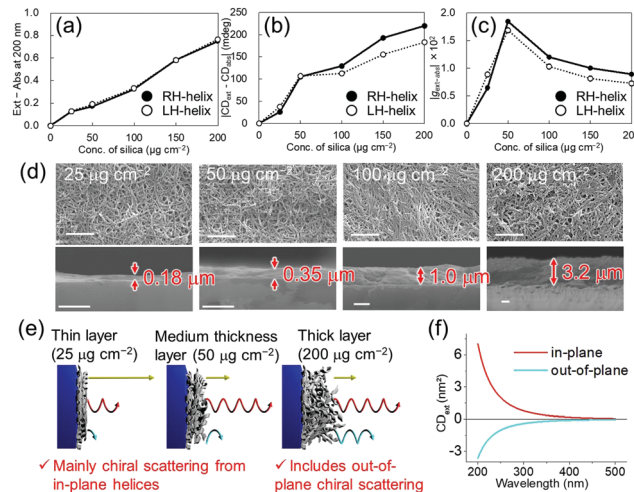 (a)
Ext – Abs at 200 nm
1.0
0.8
0.6
0.4
0.2
0.0
RH-helix
LH-helix
0 50 100 150 200
Conc. of silica (μg cm⁻²)
(b)
|CD_ext - CD_abs| (mdeg)
250
200
150
100
50
0
RH-helix
LH-helix
0 50 100 150 200
Conc. of silica (μg cm⁻²)
(c)
|g_ext−abs| × 10²
2.0
1.5
1.0
0.5
0
RH-helix
LH-helix
0 50 100 150 200
Conc. of silica (μg cm⁻²)
(d)
25 μg cm⁻²
50 μg cm⁻²
100 μg cm⁻²
200 μg cm⁻²
0.18 μm
0.35 μm
1.0 μm
3.2 μm
(e)
Thin layer
(25 μg cm⁻²)
Medium thickness
layer (50 μg cm⁻²)
Thick layer
(200 μg cm⁻²)
✓ Mainly chiral scattering from
in-plane helices
✓ Includes out-of-
plane chiral scattering
(f)
CD_ext (nm²)
6
3
0
−3
in-plane
out-of-plane
200 300 400 500
Wavelength (nm)